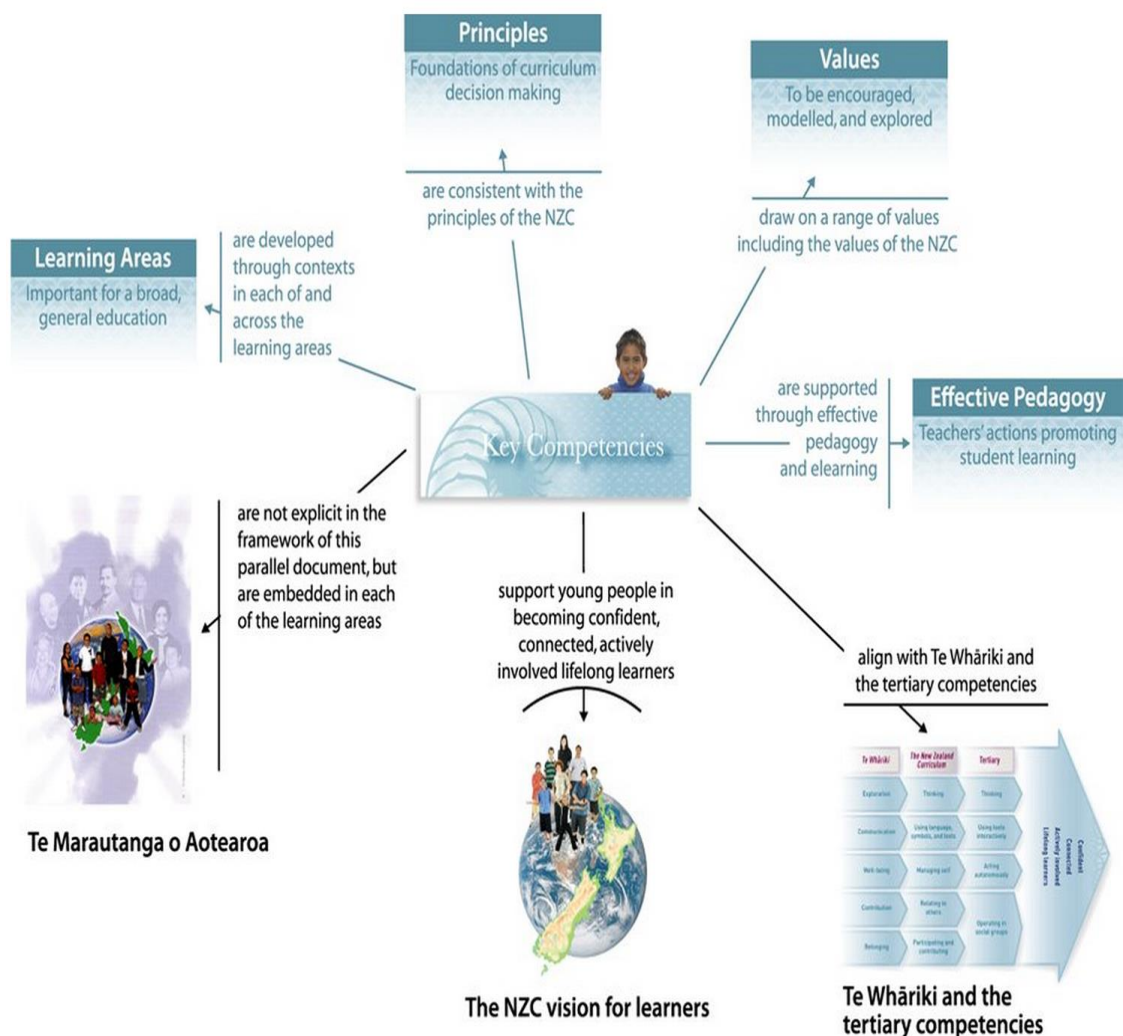 Principles
Foundations of curriculum
decision making
are consistent with the
principles of the NZC
Values
To be encouraged,
modelled, and explored
draw on a range of values
including the values of the NZC
Learning Areas
Important for a broad,
general education
are developed
through contexts
in each of and
across the
learning areas
Key Competencies
are supported
through effective
pedagogy
and elearning
Effective Pedagogy
Teachers' actions promoting
student learning
are not explicit in the
framework of this
parallel document, but
are embedded in each
of the learning areas
Te Marautanga o Aotearoa
support young people in
becoming confident,
connected, actively
involved lifelong learners
The NZC vision for learners
align with Te Whāriki and
the tertiary competencies
Te Whāriki
The New Zealand
Curriculum
Tertiary
Exploration
Thinking
Thinking
Communication
Using language,
symbols, and texts
Using tools
interactively
Well-being
Managing self
Acting
autonomously
Contribution
Relating to
others
Operating in
social groups
Belonging
Participating and
contributing
Confident
Connected
Actively involved
Lifelong learners
Te Whāriki and the
tertiary competencies